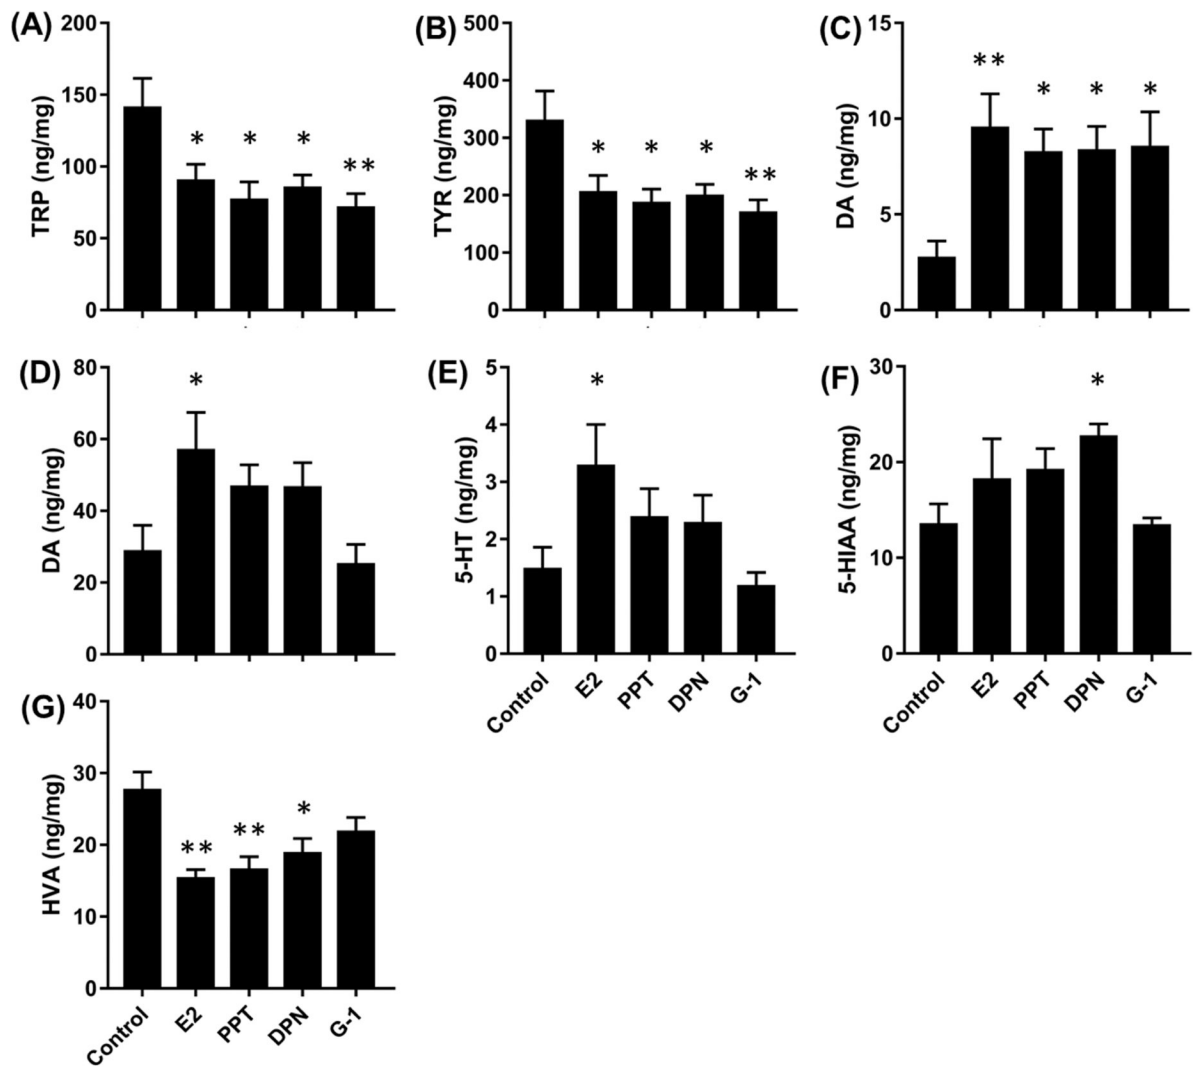 (A)
TRP (ng/mg)
200
150
100
50
0
* * * **
(B)
TYR (ng/mg)
500
400
300
200
100
0
* * * **
(C)
DA (ng/mg)
15
10
5
0
** * * *
(D)
DA (ng/mg)
80
60
40
20
0
*
(E)
5-HT (ng/mg)
5
4
3
2
1
0
*
Control E2 PPT DPN G-1
(F)
5-HIAA (ng/mg)
30
20
10
0
*
Control E2 PPT DPN G-1
(G)
HVA (ng/mg)
40
30
20
10
0
** ** *
Control E2 PPT DPN G-1